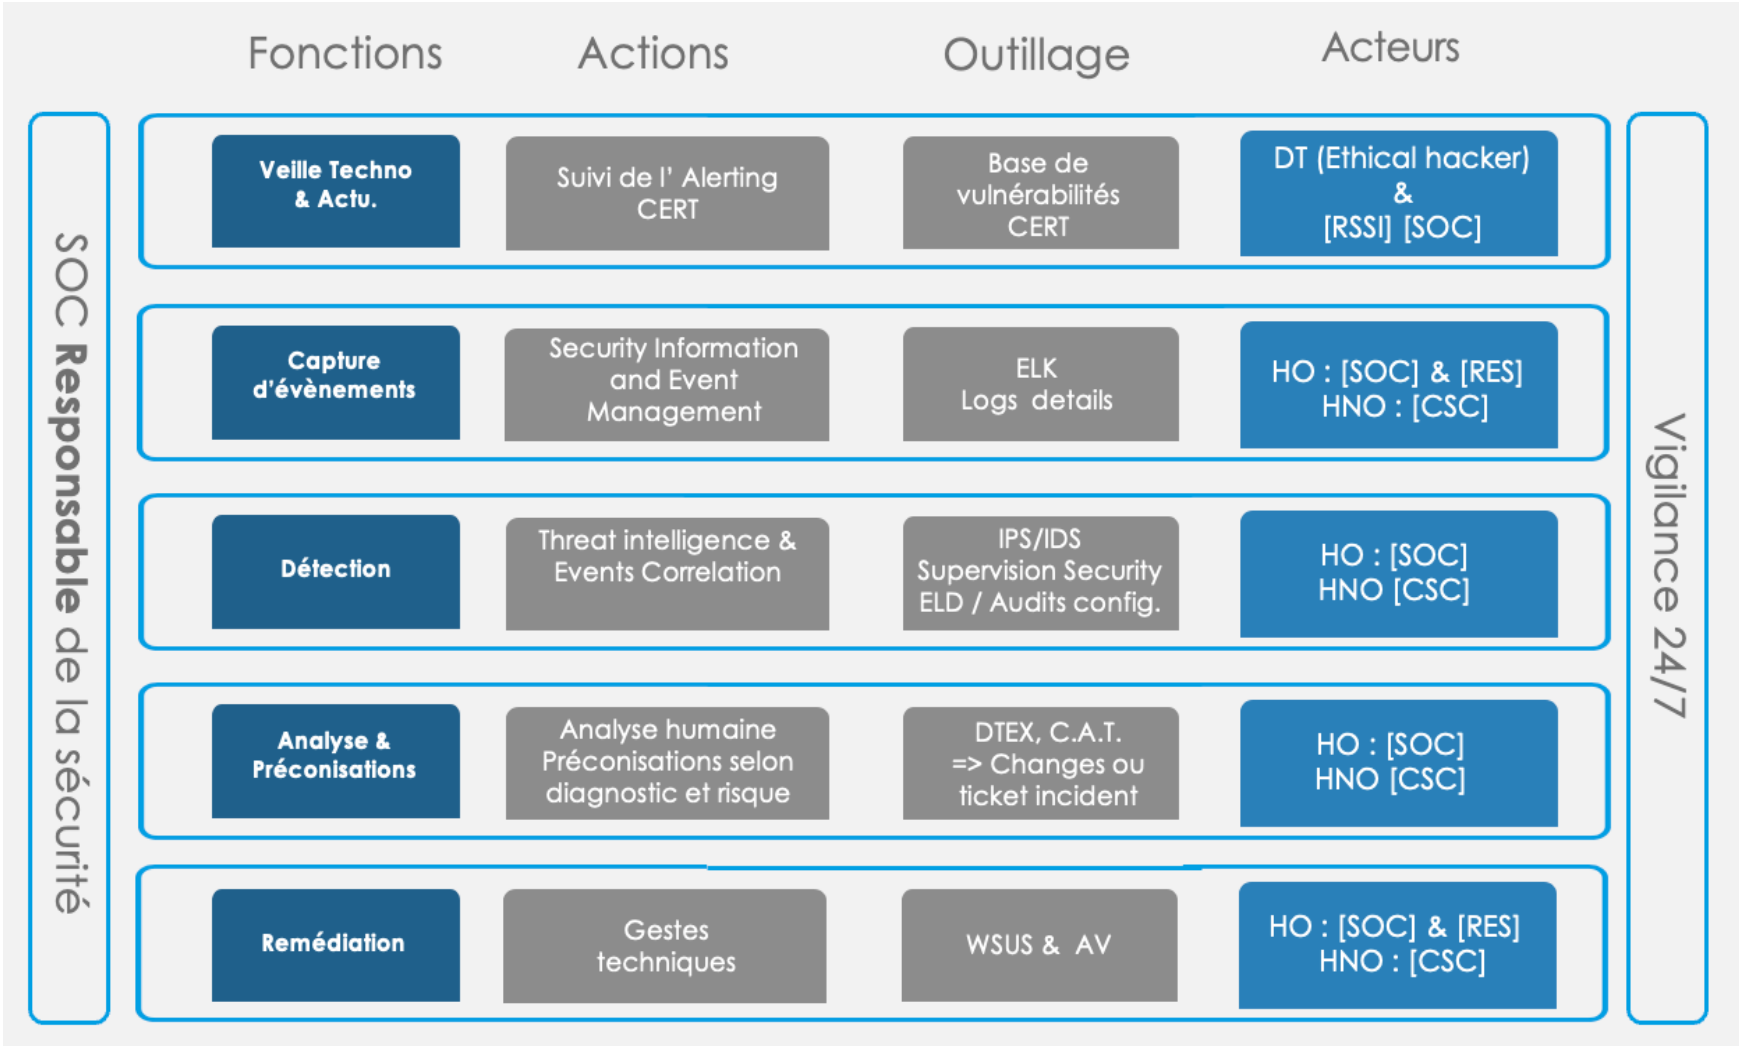 Fonctions
Actions
Outillage
Acteurs
SOC Responsable de la sécurité
Veille Techno
& Actu.
Suivi de l' Alerting
CERT
Base de
vulnérabilités
CERT
DT (Ethical hacker)
&
[RSSI] [SOC]
Capture
d'évènements
Security Information
and Event
Management
ELK
Logs details
HO : [SOC] & [RES]
HNO : [CSC]
Détection
Threat intelligence &
Events Correlation
IPS/IDS
Supervision Security
ELD / Audits config.
HO : [SOC]
HNO [CSC]
Analyse &
Préconisations
Analyse humaine
Préconisations selon
diagnostic et risque
DTEX, C.A.T.
=> Changes ou
ticket incident
HO : [SOC]
HNO [CSC]
Remédiation
Gestes
techniques
WSUS & AV
HO : [SOC] & [RES]
HNO : [CSC]
Vigilance 24/7